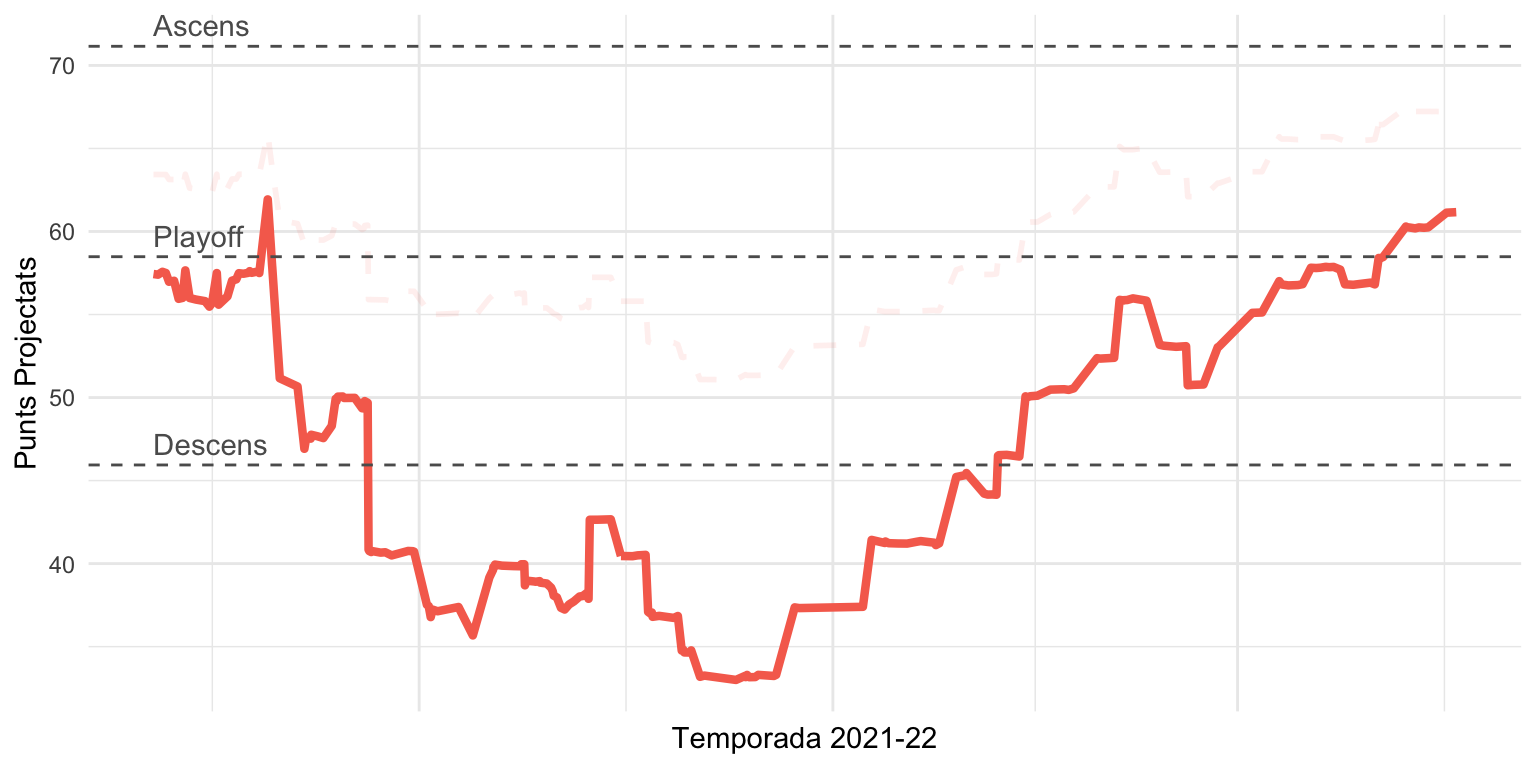 Ascens
70
Playoff
60
50
Descens
40
Punts Projectats
Temporada 2021-22